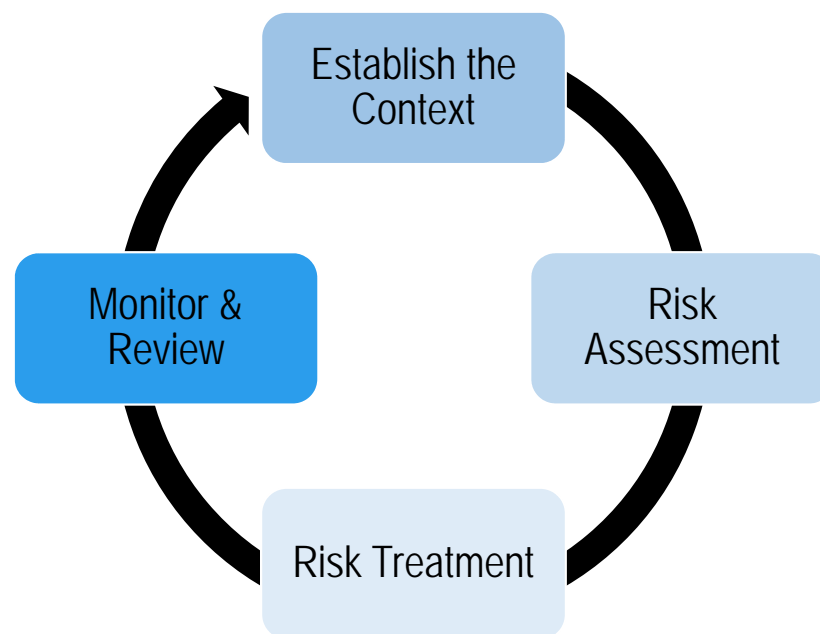 Establish the
Context
Risk
Assessment
Risk Treatment
Monitor &
Review